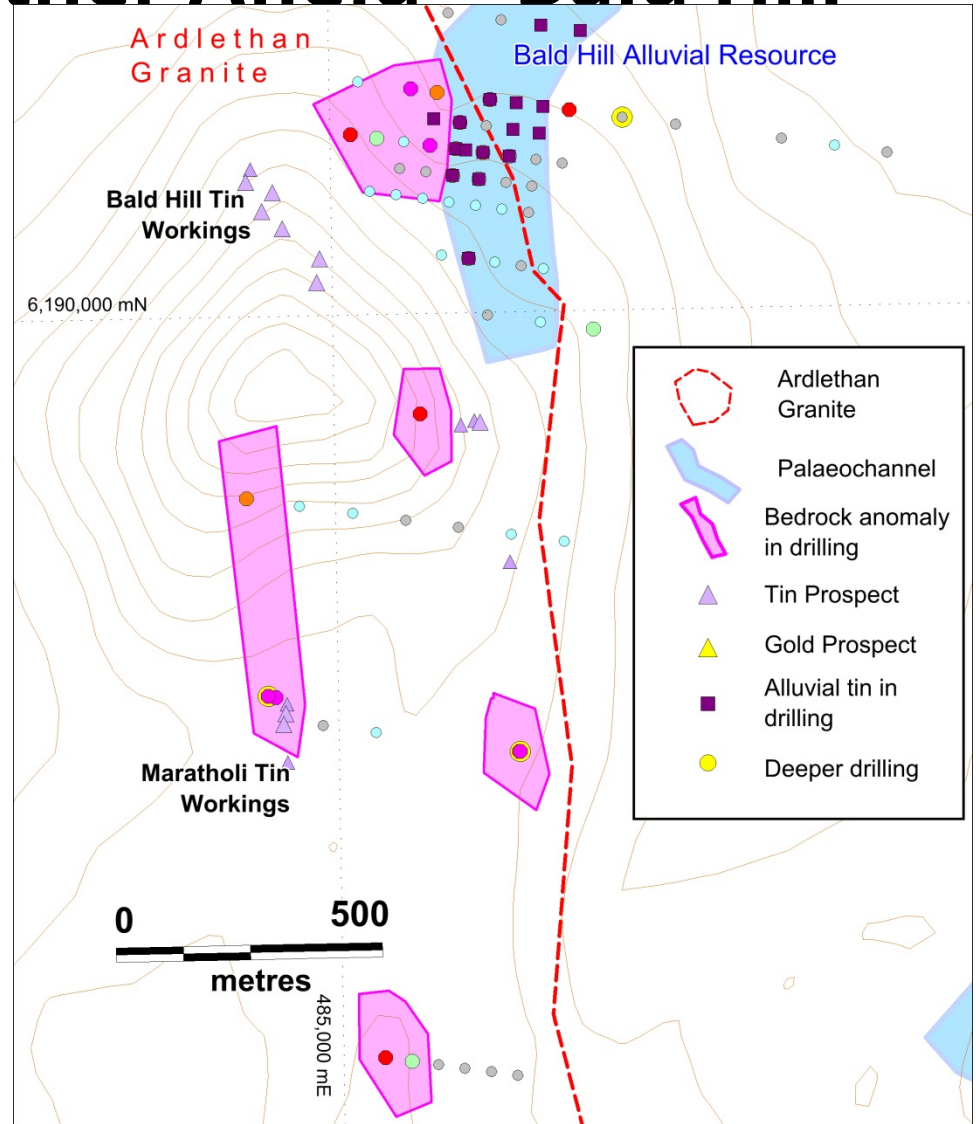 Bald Hill
Ardlethan
Granite
Bald Hill Alluvial Resource
Bald Hill Tin
Workings
6,190,000 mN
Ardlethan
Granite
Palaeochannel
Bedrock anomaly
in drilling
Tin Prospect
Gold Prospect
Alluvial tin in
drilling
Deeper drilling
Maratholi Tin
Workings
0 500
metres
485,000 mE